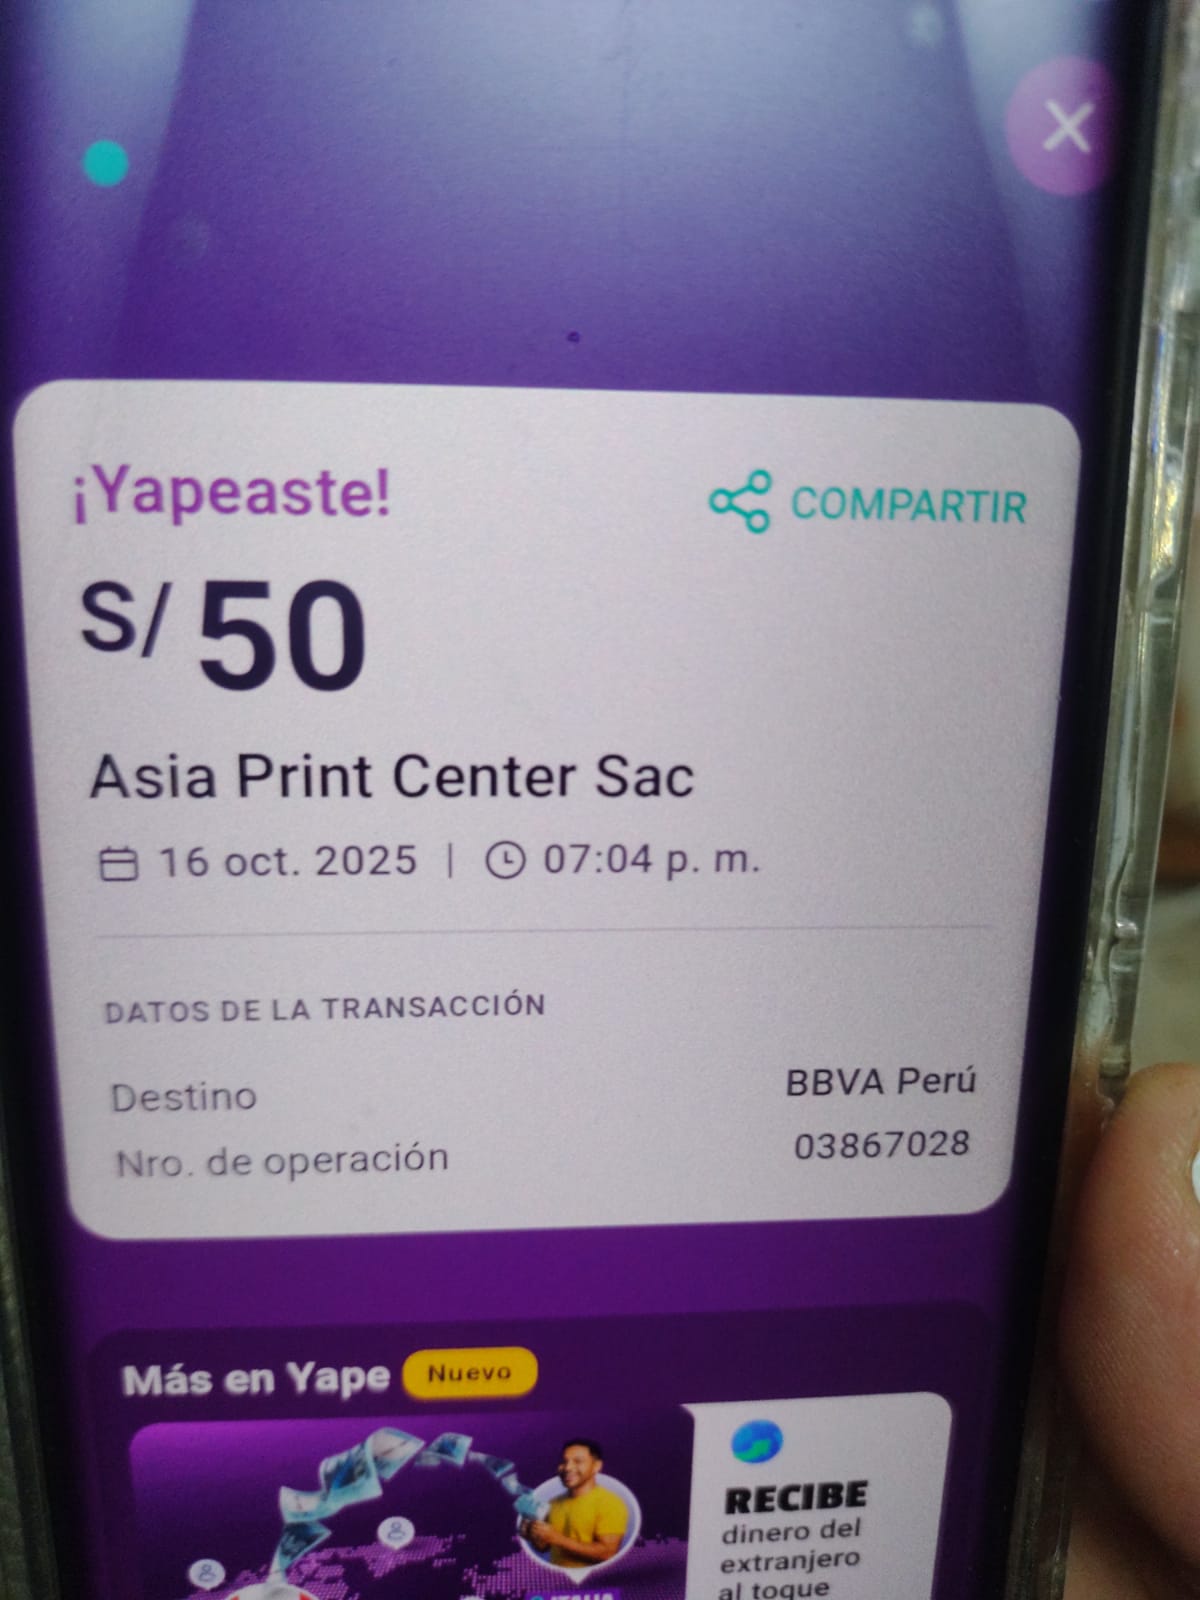 ¡Yapeaste!
COMPARTIR
S/ 50
Asia Print Center Sac
16 oct. 2025 | 07:04 p. m.
DATOS DE LA TRANSACCIÓN
Destino BBVA Perú
Nro. de operación 03867028
Más en Yape Nuevo
RECIBE
dinero del
extranjero
al toque